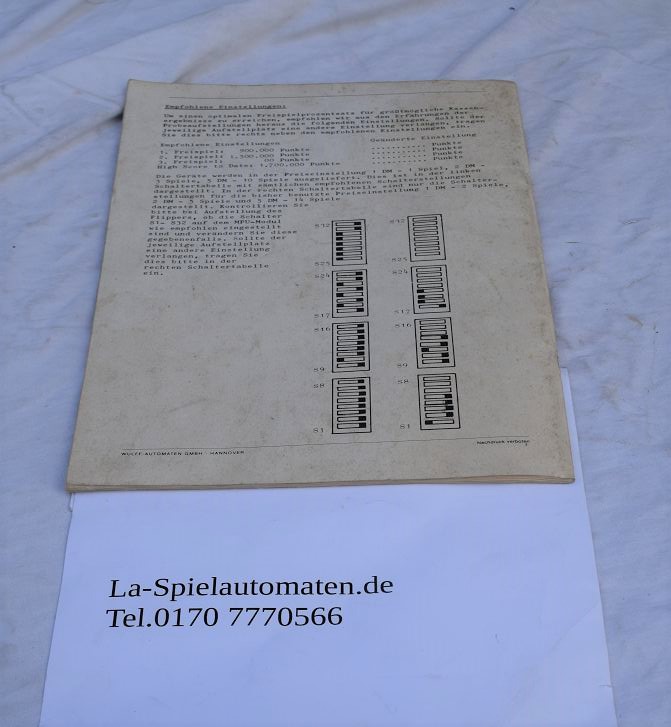 Empfohlene Einstellungen:
Um einen optimalen Freispielprozentsatz für größtmögliche Kassen-
ergebnisse zu erreichen, empfehlen wir aus den Erfahrungen der
Probeaufstellung heraus die folgenden Einstellungen. Sollte der
jeweilige Aufstellplatz eine andere Einstellung verlangen, tragen
Sie dies bitte rechts neben den empfohlenen Einstellungen ein.
Empfohlene Einstellungen Geänderte Einstellung
1. Freispiel: 800.000 Punkte .......... Punkte
2. Freispiel: 1.300.000 Punkte .......... Punkte
3. Freispiel: Punkte .......... Punkte
High Score to Date: 1.700.000 Punkte .......... Punkte
Die Geräte werden in der Preiseinstellung 1 DM - 1 Spiel, 2 DM -
3 Spiele, 5 DM - 10 Spiele ausgeliefert. Dies ist in der linken
Schaltertabelle mit sämtlichen empfohlenen Schalterstellungen
dargestellt. In der rechten Schaltertabelle sind nur die Schalter-
stellungen für die bisher benutzte Preiseinstellung 1 DM - 2 Spiele,
2 DM - 5 Spiele und 5 DM - 14 Spiele
dargestellt. Kontrollieren Sie
bitte bei Aufstellung des
Flippers, ob die Schalter
S1- S32 auf dem MPU-Modul
wie empfohlen eingestellt
sind und verändern Sie diese
gegebenenfalls. Sollte der
jeweilige Aufstellplatz
eine andere Einstellung
verlangen, tragen Sie
dies bitte in der
rechten Schaltertabelle
ein.
S32 S32
S25 S25
S24 S24
S17 S17
S16 S16
S9 S9
S8 S8
S1 S1
WULFF-AUTOMATEN GMBH · HANNOVER Nachdruck verboten
La-Spielautomaten.de
Tel.0170 7770566